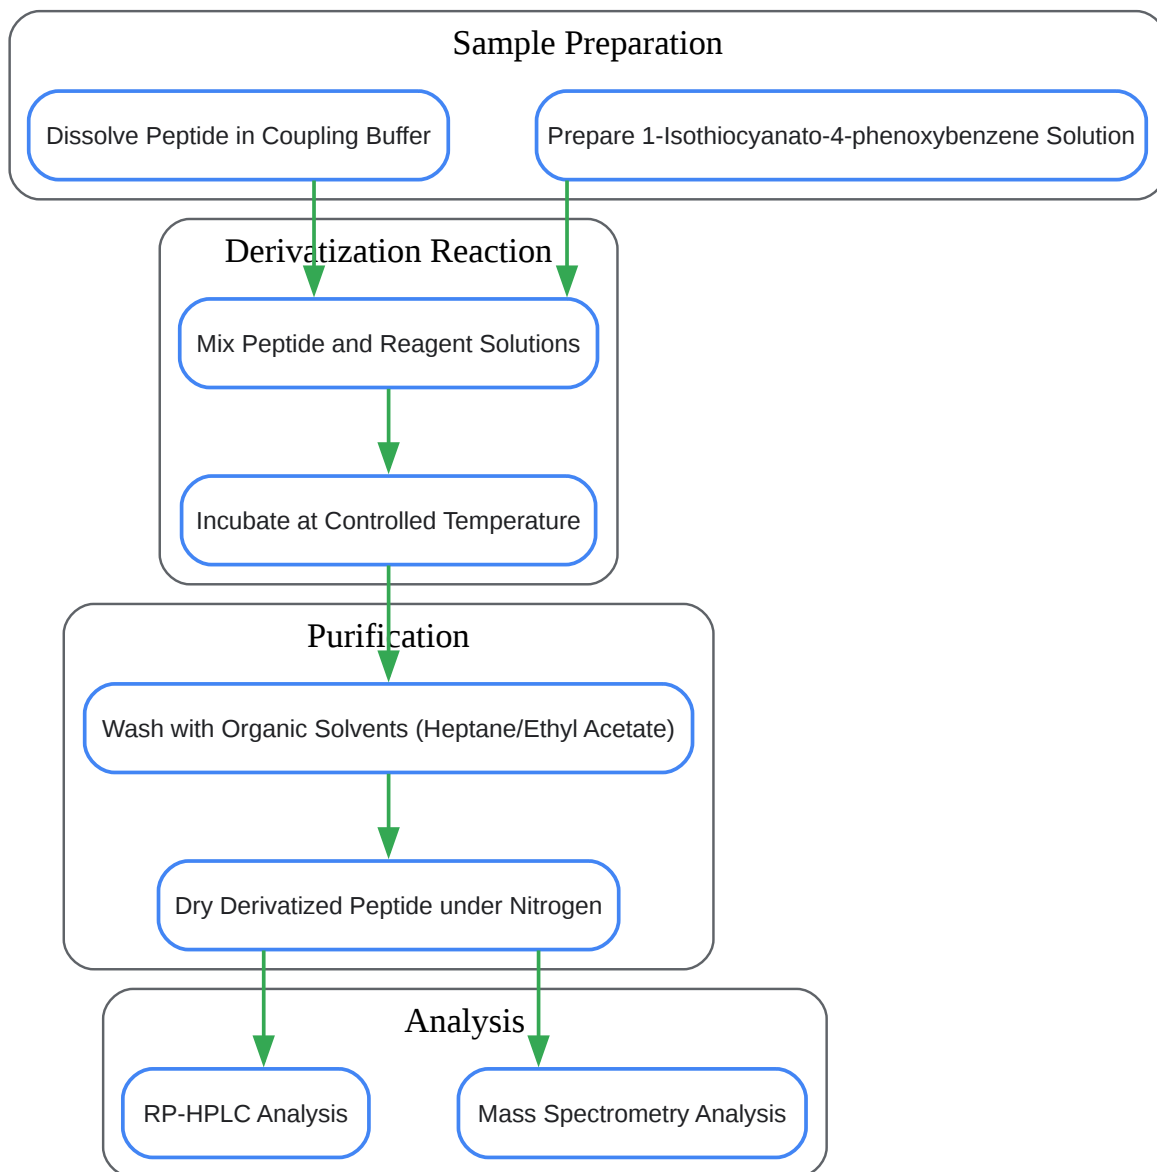 Sample Preparation
Dissolve Peptide in Coupling Buffer
Prepare 1-Isothiocyanato-4-phenoxybenzene Solution
Derivatization Reaction
Mix Peptide and Reagent Solutions
Incubate at Controlled Temperature
Purification
Wash with Organic Solvents (Heptane/Ethyl Acetate)
Dry Derivatized Peptide under Nitrogen
Analysis
RP-HPLC Analysis
Mass Spectrometry Analysis